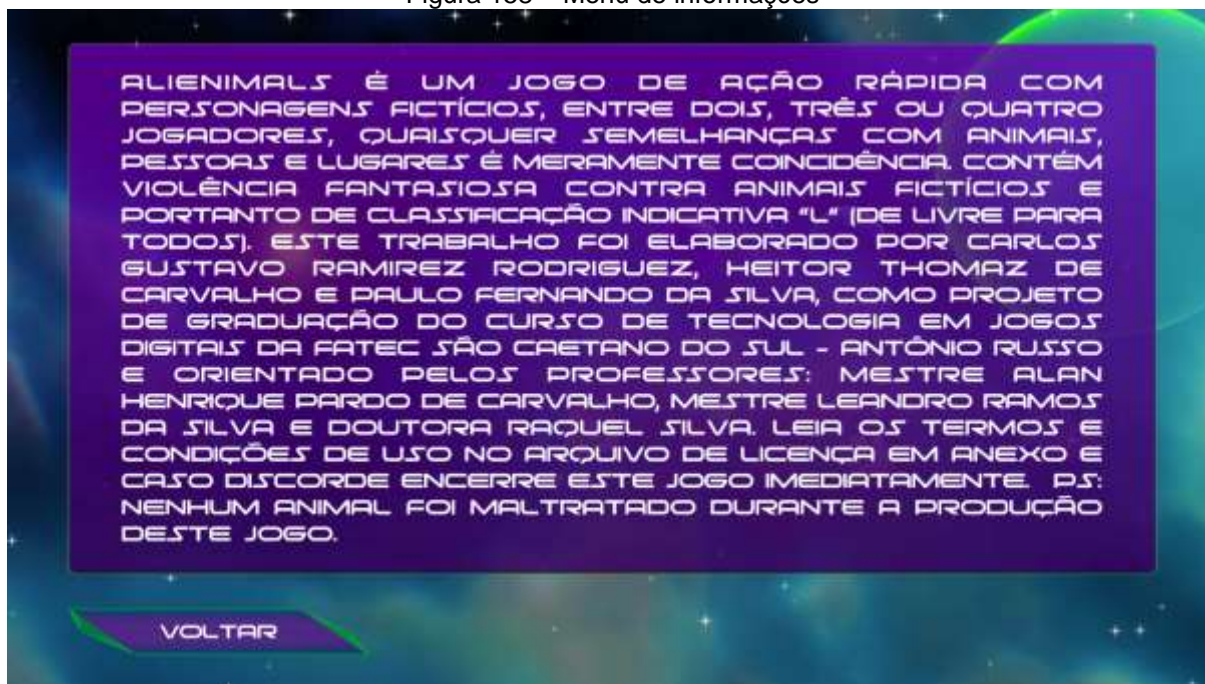 ALIENIMALS É UM JOGO DE AÇÃO RÁPIDA COM
PERSONAGENS FICTÍCIOS, ENTRE DOIS, TRÊS OU QUATRO
JOGADORES, QUAISQUER SEMELHANÇAS COM ANIMAIS,
PESSOAS E LUGARES É MERAMENTE COINCIDÊNCIA. CONTÉM
VIOLÊNCIA FANTASIOSA CONTRA ANIMAIS FICTÍCIOS E
PORTANTO DE CLASSIFICAÇÃO INDICATIVA "L" (DE LIVRE PARA
TODOS). ESTE TRABALHO FOI ELABORADO POR CARLOS
GUSTAVO RAMIREZ RODRIGUEZ, HEITOR THOMAZ DE
CARVALHO E PAULO FERNANDO DA SILVA, COMO PROJETO
DE GRADUAÇÃO DO CURSO DE TECNOLOGIA EM JOGOS
DIGITAIS DA FATEC SÃO CAETANO DO SUL - ANTÔNIO RUSSO
E ORIENTADO PELOS PROFESSORES: MESTRE ALAN
HENRIQUE PARDO DE CARVALHO, MESTRE LEANDRO RAMOS
DA SILVA E DOUTORA RAQUEL SILVA. LEIA OS TERMOS E
CONDIÇÕES DE USO NO ARQUIVO DE LICENÇA EM ANEXO E
CASO DISCORDE ENCERRE ESTE JOGO IMEDIATAMENTE. PS:
NENHUM ANIMAL FOI MALTRATADO DURANTE A PRODUÇÃO
DESTE JOGO.
VOLTAR